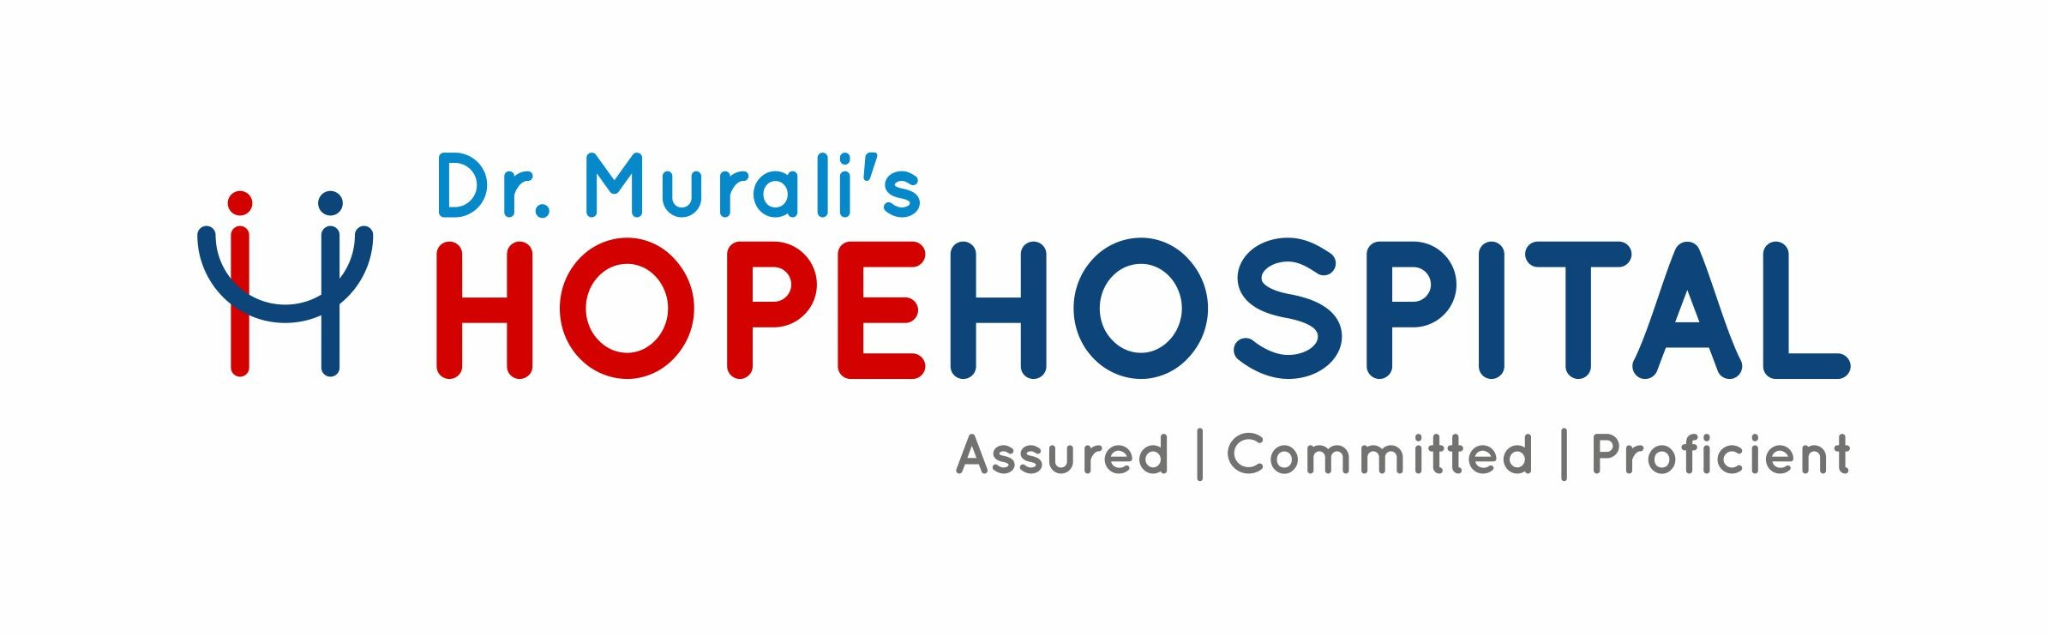 Dr. Murali's
HOPEHOSPITAL
Assured | Committed | Proficient